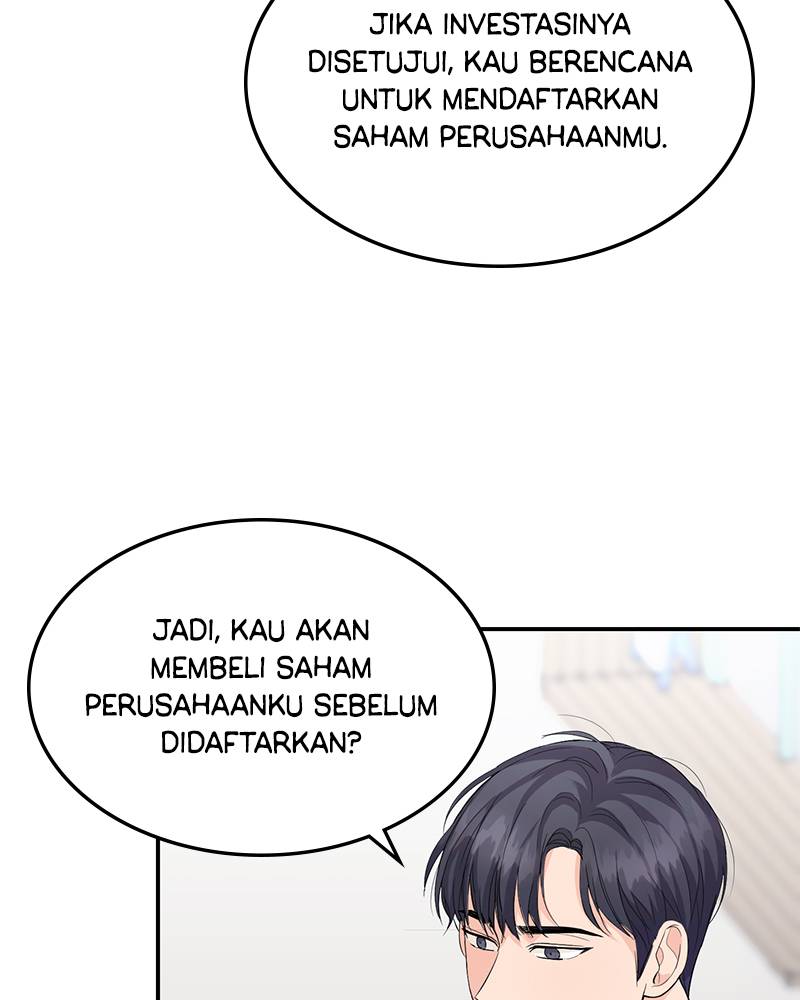 JIKA INVESTASINYA
DISETUJUI, KAU BERENCANA
UNTUK MENDAFTARKAN
SAHAM PERUSAHAANMU.
JADI, KAU AKAN
MEMBELI SAHAM
PERUSAHAANKU SEBELUM
DIDAFTARKAN?